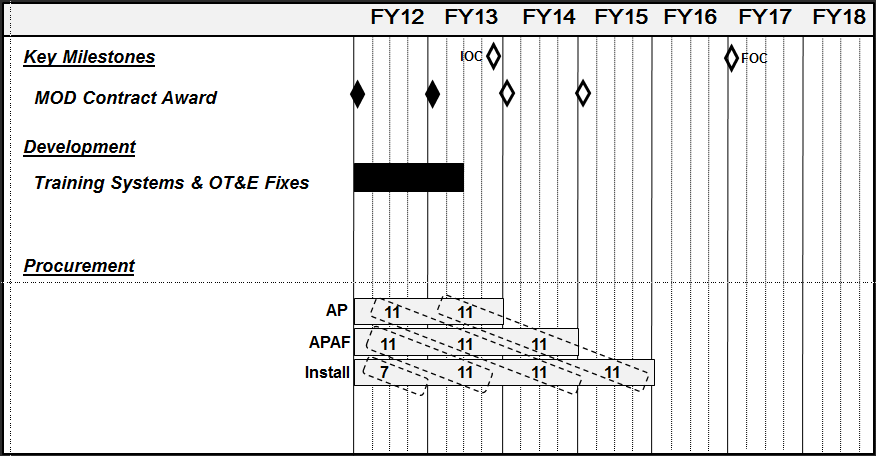 FY12 FY13 FY14 FY15 FY16 FY17 FY18
Key Milestones IOC FOC
MOD Contract Award
Development
Training Systems & OT&E Fixes
Procurement
AP 11 11
APAF 11 11 11
Install 7 11 11 11